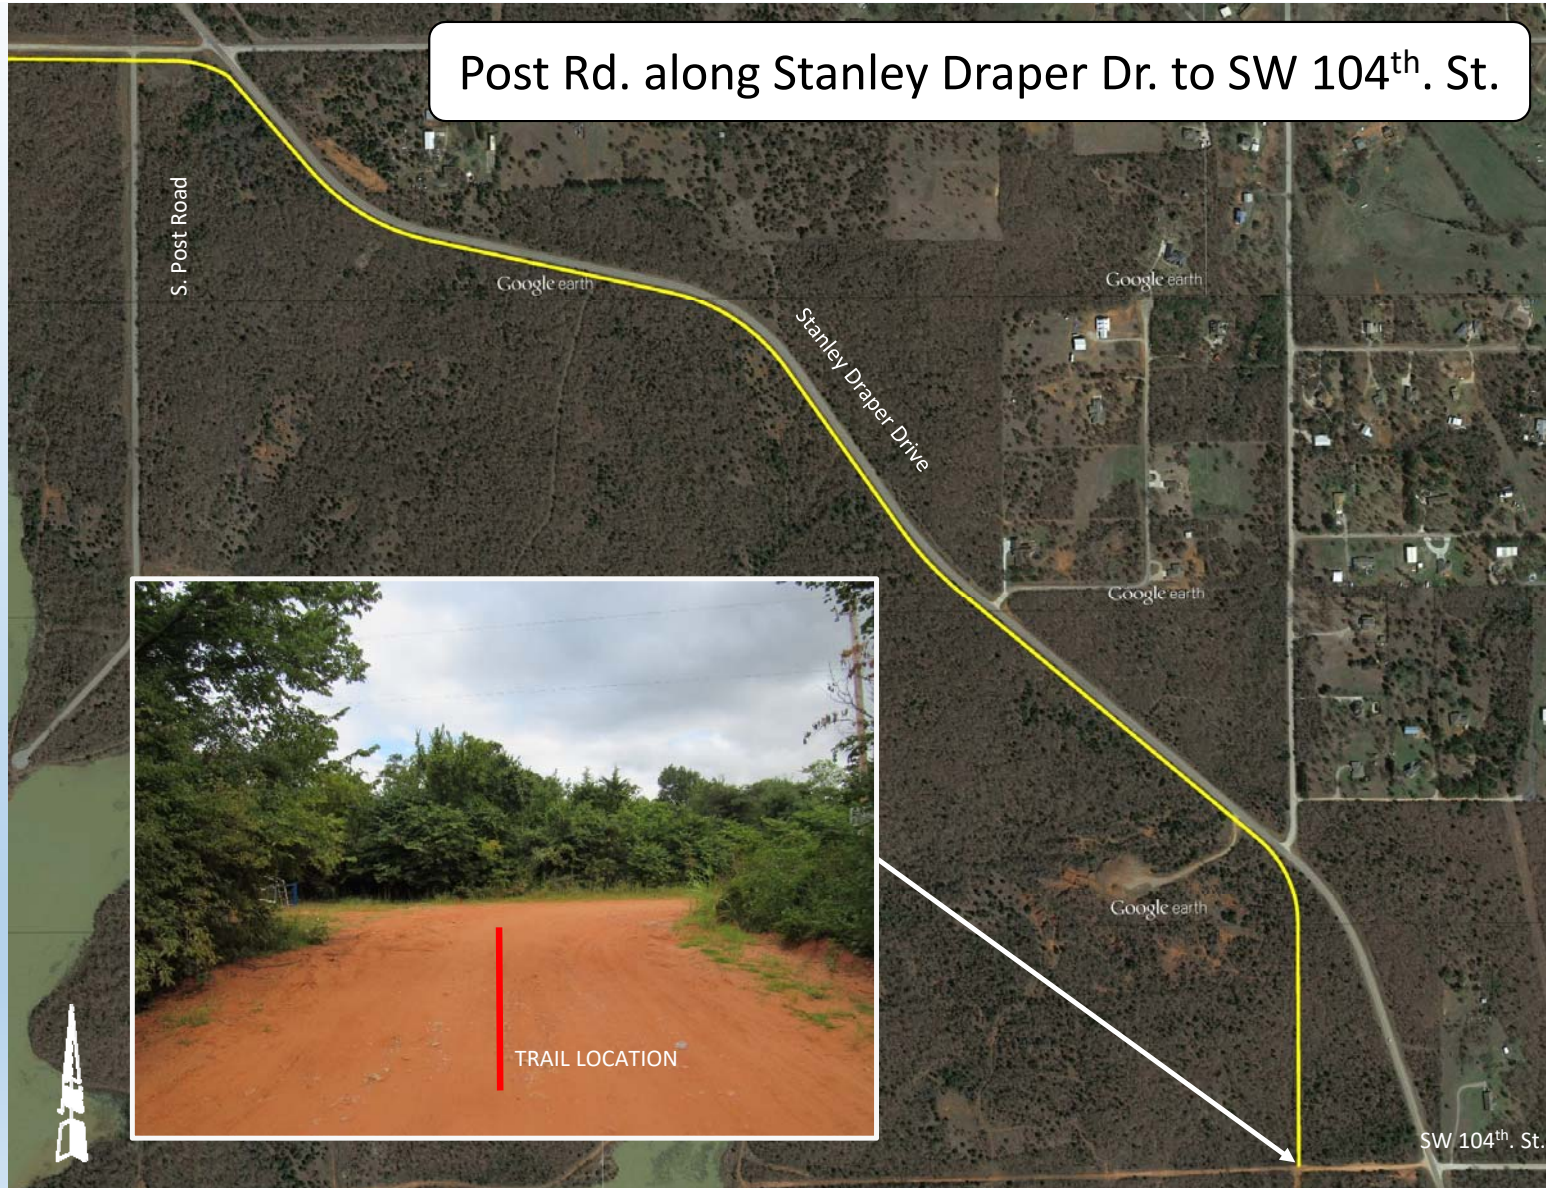 Post Rd. along Stanley Draper Dr. to SW 104th. St.
S. Post Road
Google earth
Google earth
Stanley Draper Drive
Google earth
Google earth
TRAIL LOCATION
SW 104th. St.